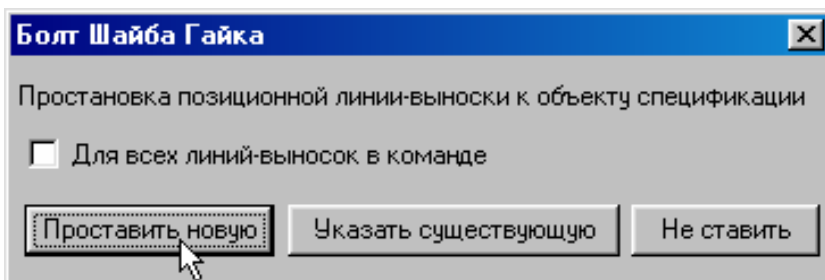 Болт Шайба Гайка
Простановка позиционной линии-выноски к объекту спецификации
Для всех линий-выносок в команде
Проставить новую Указать существующую Не ставить